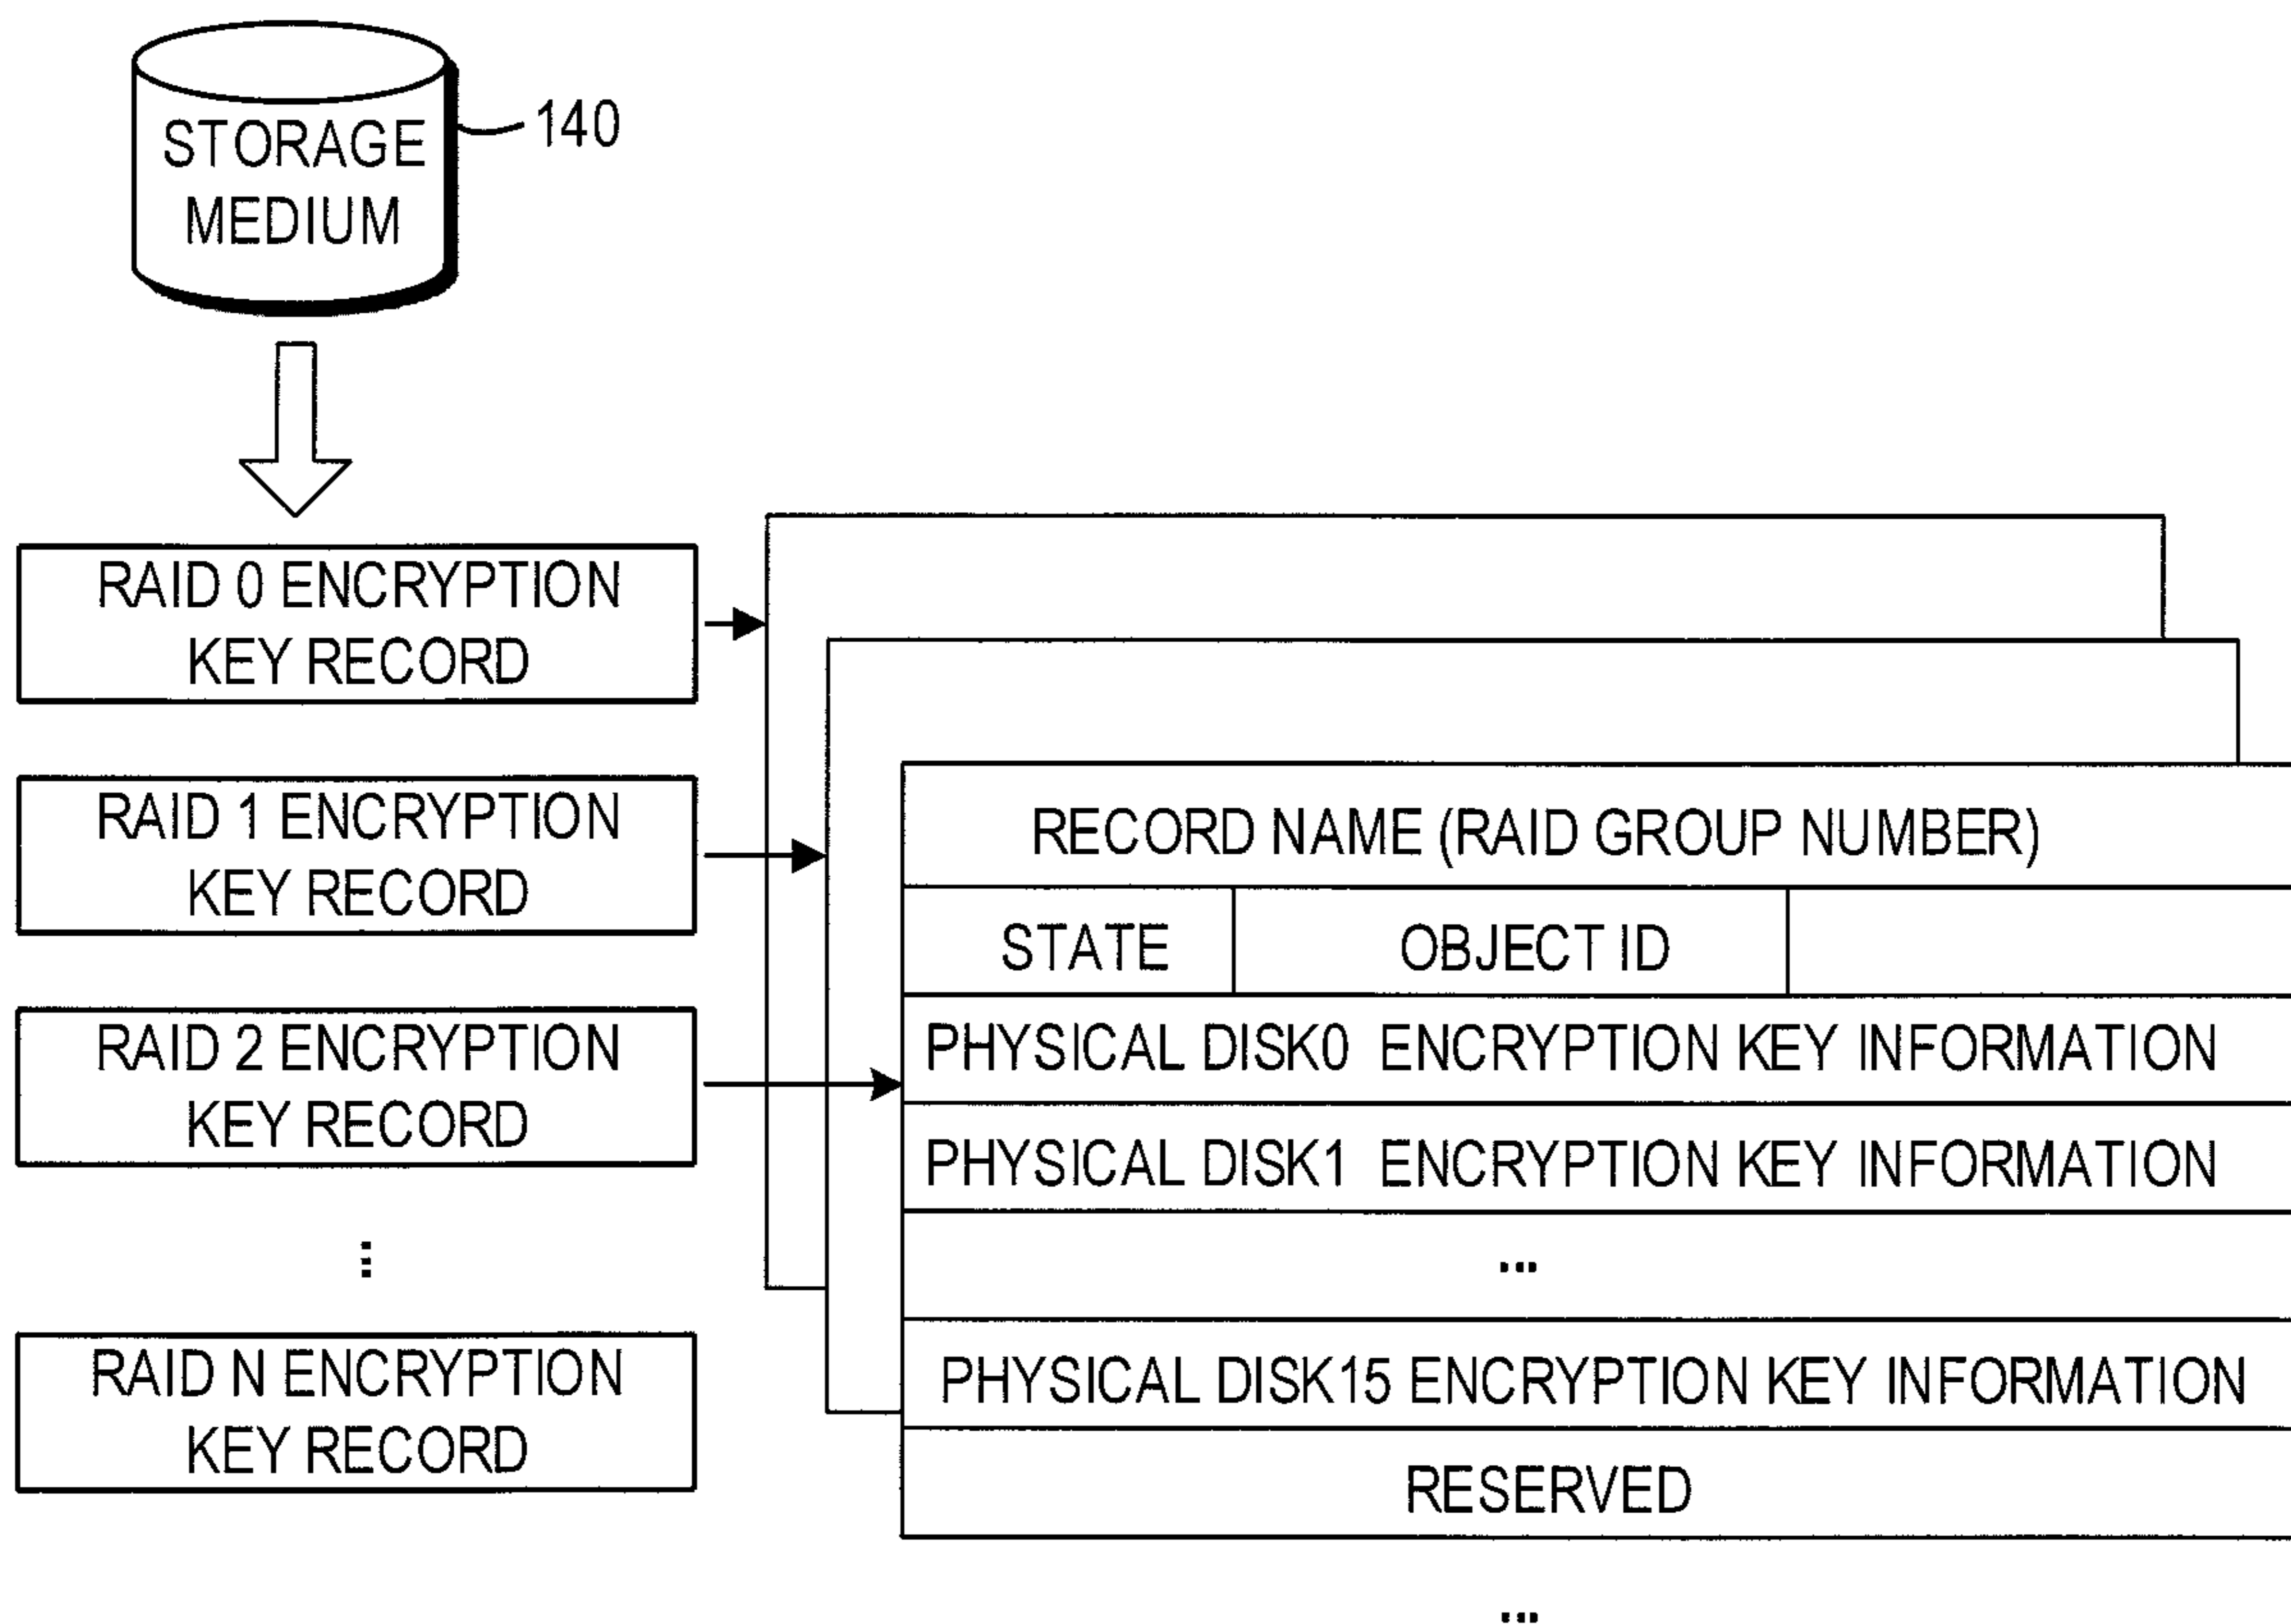 STORAGE
MEDIUM
140
RAID 0 ENCRYPTION
KEY RECORD
RAID 1 ENCRYPTION
KEY RECORD
RAID 2 ENCRYPTION
KEY RECORD
...
RAID N ENCRYPTION
KEY RECORD
RECORD NAME (RAID GROUP NUMBER)
STATE OBJECT ID
PHYSICAL DISK0 ENCRYPTION KEY INFORMATION
PHYSICAL DISK1 ENCRYPTION KEY INFORMATION
...
PHYSICAL DISK15 ENCRYPTION KEY INFORMATION
RESERVED
...